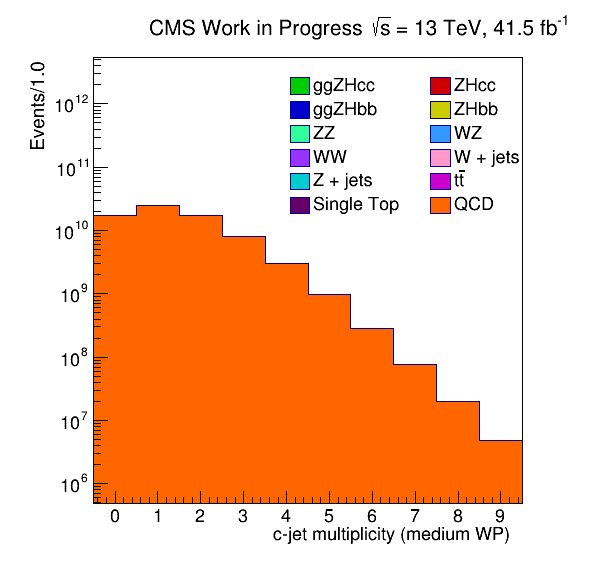 CMS Work in Progress √s = 13 TeV, 41.5 fb⁻¹
Events/1.0
ggZHcc ZHcc
ggZHbb ZHbb
ZZ WZ
WW W + jets
Z + jets tt̄
Single Top QCD
10¹²
10¹¹
10¹⁰
10⁹
10⁸
10⁷
10⁶
0 1 2 3 4 5 6 7 8 9
c-jet multiplicity (medium WP)